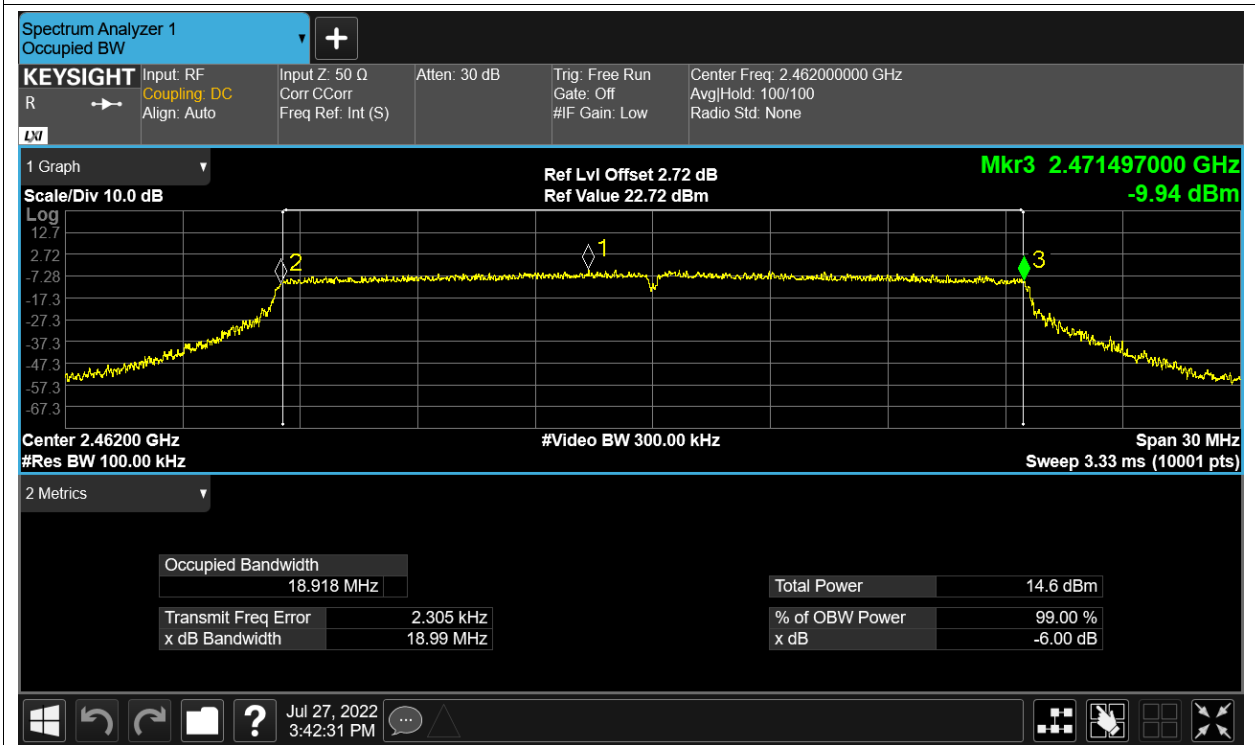 Spectrum Analyzer 1
Occupied BW
KEYSIGHT
R
LXI
Input: RF
Coupling: DC
Align: Auto
Input Z: 50 Ω
Corr CCorr
Freq Ref: Int (S)
Atten: 30 dB
Trig: Free Run
Gate: Off
#IF Gain: Low
Center Freq: 2.462000000 GHz
Avg|Hold: 100/100
Radio Std: None
1 Graph
Scale/Div 10.0 dB
Ref Lvl Offset 2.72 dB
Ref Value 22.72 dBm
Mkr3 2.471497000 GHz
-9.94 dBm
Log
12.7
2.72
-7.28
-17.3
-27.3
-37.3
-47.3
-57.3
-67.3
2
1
3
Center 2.46200 GHz
#Res BW 100.00 kHz
#Video BW 300.00 kHz
Span 30 MHz
Sweep 3.33 ms (10001 pts)
2 Metrics
Occupied Bandwidth
18.918 MHz
Transmit Freq Error 2.305 kHz
x dB Bandwidth 18.99 MHz
Total Power 14.6 dBm
% of OBW Power 99.00 %
x dB -6.00 dB
?
Jul 27, 2022
3:42:31 PM